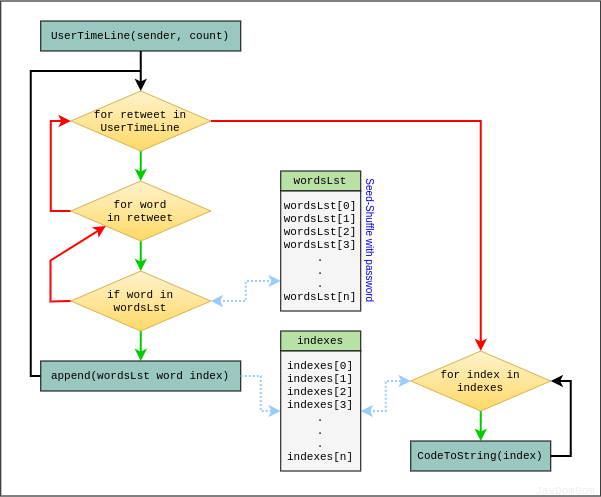 UserTimeLine(sender, count)
for retweet in
UserTimeLine
for word
in retweet
if word in
wordsLst
append(wordsLst word index)
wordsLst
wordsLst[0]
wordsLst[1]
wordsLst[2]
wordsLst[3]
.
.
.
wordsLst[n]
Seed-Shuffle with password
indexes
indexes[0]
indexes[1]
indexes[2]
indexes[3]
.
.
.
indexes[n]
for index in
indexes
CodeToString(index)
JavDomGom